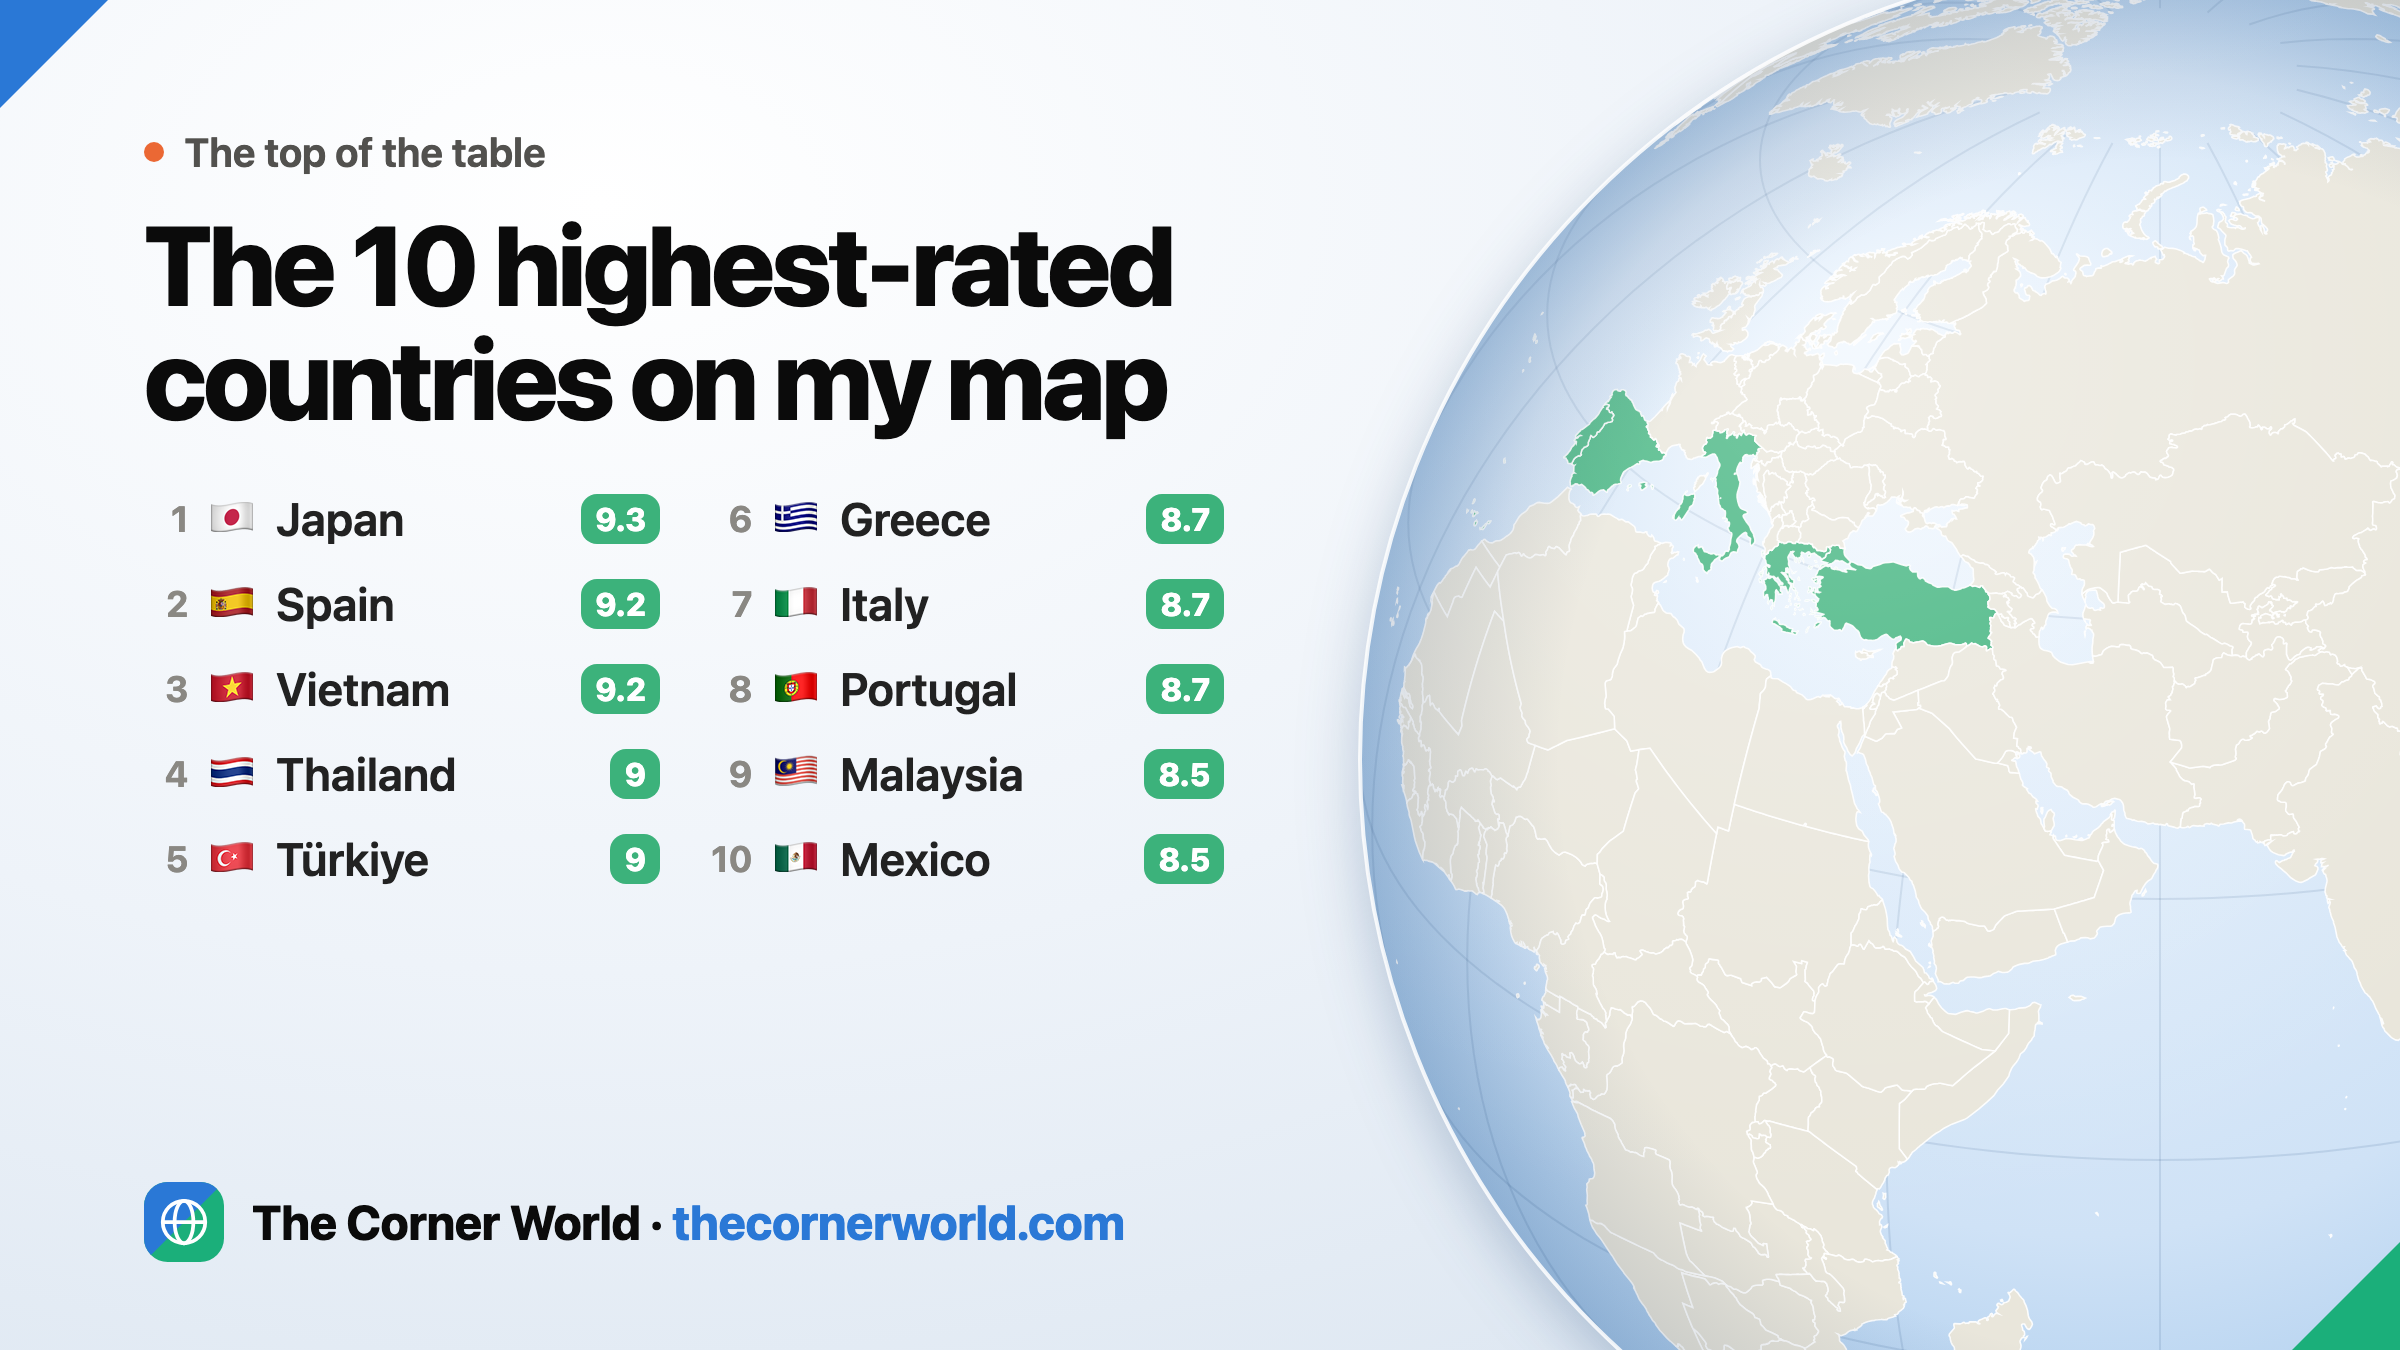 The top of the table
The 10 highest-rated
countries on my map
1 Japan 9.3
2 Spain 9.2
3 Vietnam 9.2
4 Thailand 9
5 Türkiye 9
6 Greece 8.7
7 Italy 8.7
8 Portugal 8.7
9 Malaysia 8.5
10 Mexico 8.5
The Corner World · thecornerworld.com